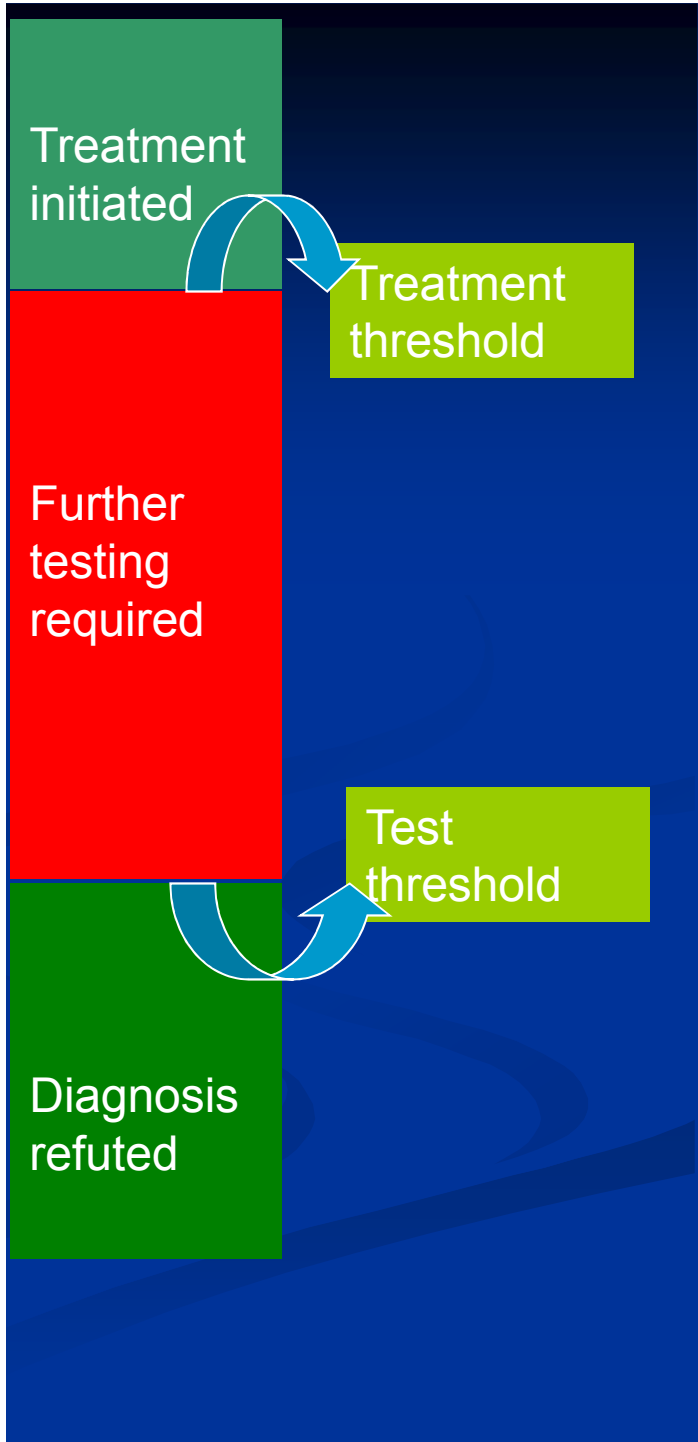 Treatment
initiated
Treatment
threshold
Further
testing
required
Test
threshold
Diagnosis
refuted